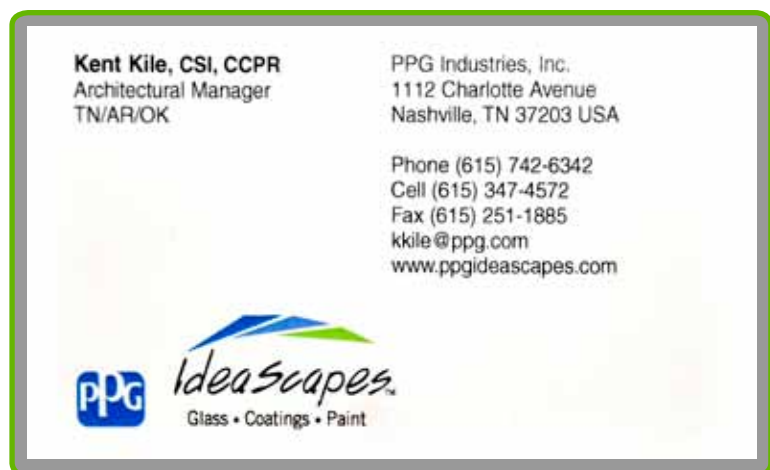 Kent Kile, CSI, CCPR
Architectural Manager
TN/AR/OK
PPG Industries, Inc.
1112 Charlotte Avenue
Nashville, TN 37203 USA
Phone (615) 742-6342
Cell (615) 347-4572
Fax (615) 251-1885
kkile@ppg.com
www.ppgideascapes.com
PPG
IdeaScapes™
Glass • Coatings • Paint